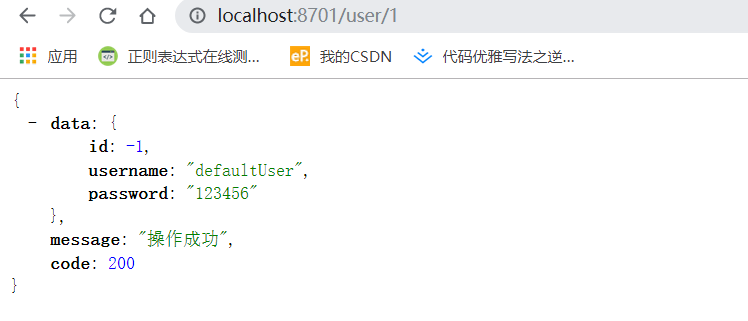 localhost:8701/user/1
应用 正则表达式在线测... eP. 我的CSDN 代码优雅写法之逆...
{
- data: {
id: -1,
username: "defaultUser",
password: "123456"
},
message: "操作成功",
code: 200
}